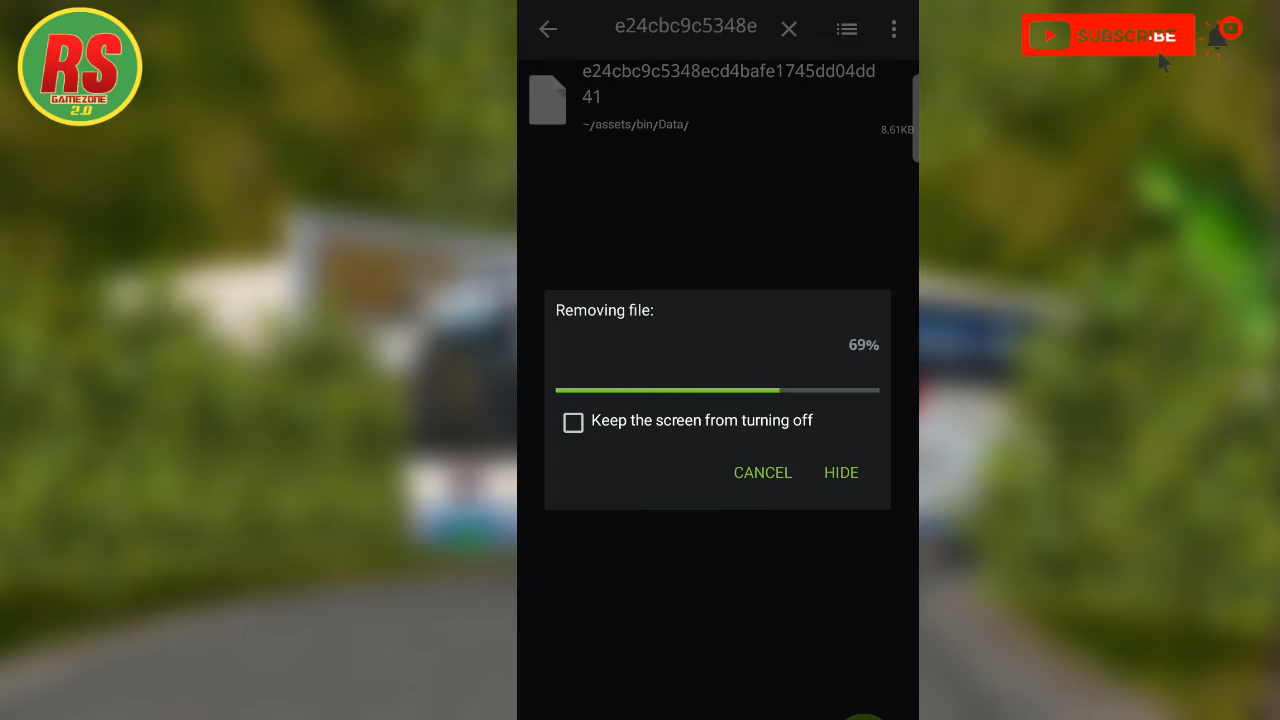 RS
GAMEZONE
2.0
e24cbc9c5348e
SUBSCRIBE
e24cbc9c5348ecd4bafe1745dd04dd
41
~/assets/bin/Data/
8.61KB
Removing file:
69%
Keep the screen from turning off
CANCEL HIDE